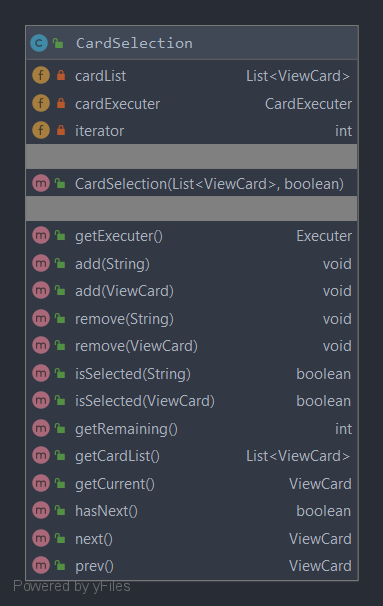 CardSelection
cardList List<ViewCard>
cardExecuter CardExecuter
iterator int
CardSelection(List<ViewCard>, boolean)
getExecuter() Executer
add(String) void
add(ViewCard) void
remove(String) void
remove(ViewCard) void
isSelected(String) boolean
isSelected(ViewCard) boolean
getRemaining() int
getCardList() List<ViewCard>
getCurrent() ViewCard
hasNext() boolean
next() ViewCard
prev() ViewCard
Powered by yFiles